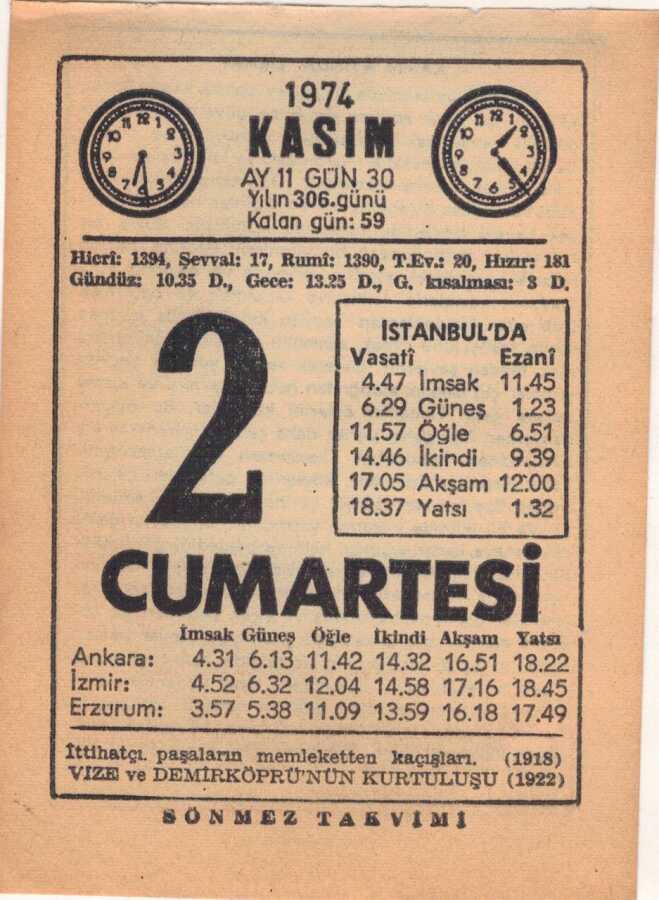 1974
KASIM
AY 11 GÜN 30
Yılın 306.günü
Kalan gün: 59
Hicrî: 1394, Şevval: 17, Rumî: 1390, T.Ev.: 20, Hızır: 181
Gündüz: 10.35 D., Gece: 13.25 D., G. kısalması: 3 D.
2
İSTANBUL'DA
Vasatî Ezanî
4.47 İmsak 11.45
6.29 Güneş 1.23
11.57 Öğle 6.51
14.46 İkindi 9.39
17.05 Akşam 12.00
18.37 Yatsı 1.32
CUMARTESİ
İmsak Güneş Öğle İkindi Akşam Yatsı
Ankara: 4.31 6.13 11.42 14.32 16.51 18.22
İzmir: 4.52 6.32 12.04 14.58 17.16 18.45
Erzurum: 3.57 5.38 11.09 13.59 16.18 17.49
İttihatçı paşaların memleketten kaçışları. (1918)
VIZE ve DEMİRKÖPRÜ'NÜN KURTULUŞU (1922)
SÖNMEZ TAKVİMİ